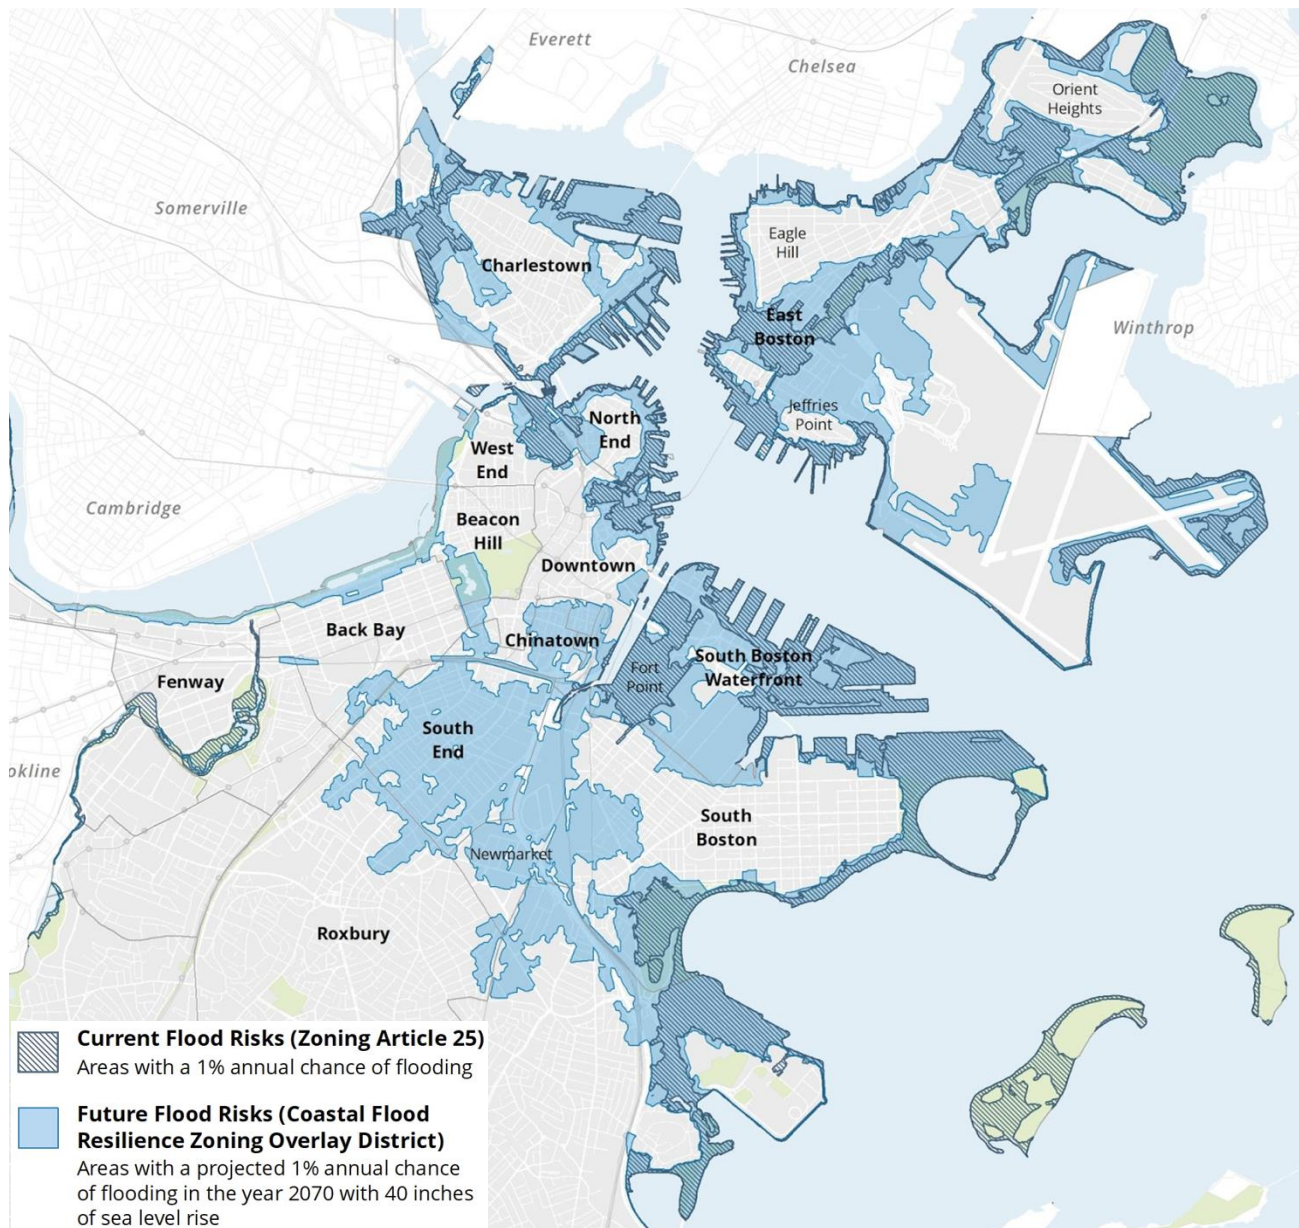 Everett
Chelsea
Orient
Heights
Somerville
Eagle
Hill
Charlestown
East
Boston
Winthrop
Jeffries
Point
North
End
West
End
Cambridge
Beacon
Hill
Downtown
Back Bay
Chinatown
South Boston
Waterfront
Fort
Point
Fenway
South
End
okline
South
Boston
Newmarket
Roxbury
Current Flood Risks (Zoning Article 25)
Areas with a 1% annual chance of flooding
Future Flood Risks (Coastal Flood
Resilience Zoning Overlay District)
Areas with a projected 1% annual chance
of flooding in the year 2070 with 40 inches
of sea level rise